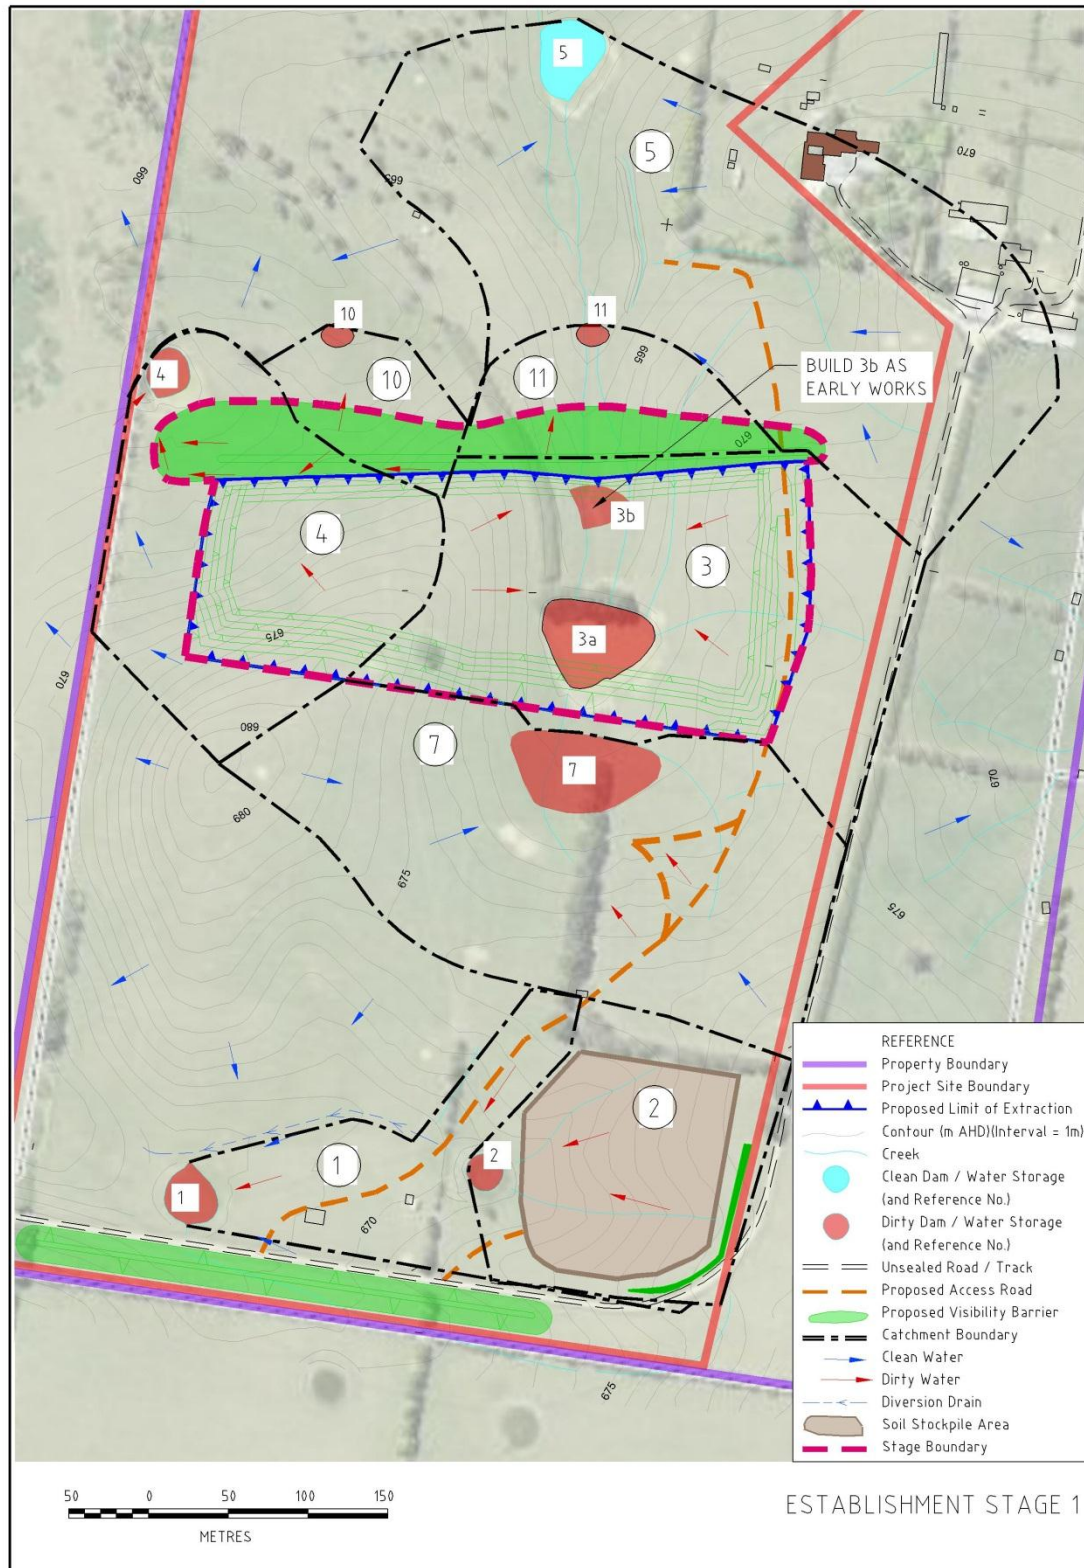 5
5
670
660
665
10
11
665
BUILD 3b AS
EARLY WORKS
4
10
11
670
3b
4
3
3a
675
670
680
7
7
670
689
675
675
2
1
2
1
670
675
REFERENCE
Property Boundary
Project Site Boundary
Proposed Limit of Extraction
Contour (m AHD)(Interval = 1m)
Creek
Clean Dam / Water Storage
(and Reference No.)
Dirty Dam / Water Storage
(and Reference No.)
Unsealed Road / Track
Proposed Access Road
Proposed Visibility Barrier
Catchment Boundary
Clean Water
Dirty Water
Diversion Drain
Soil Stockpile Area
Stage Boundary
50 0 50 100 150
METRES
ESTABLISHMENT STAGE 1